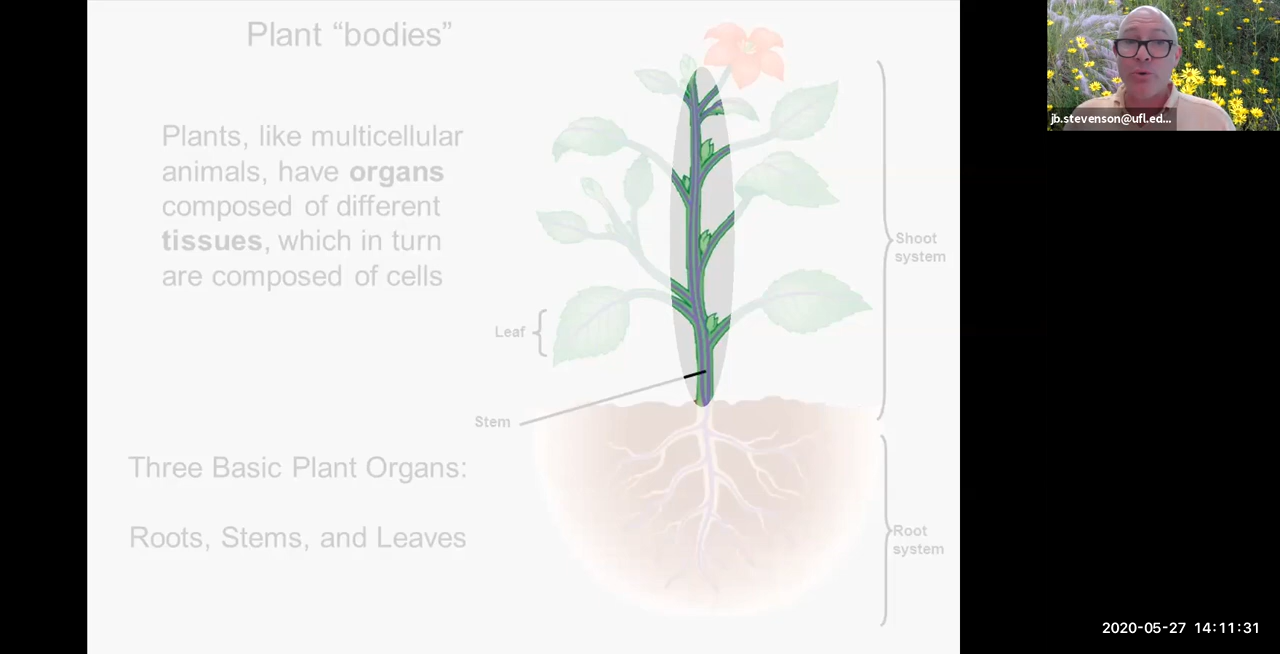 Plant “bodies”
Plants, like multicellular
animals, have organs
composed of different
tissues, which in turn
are composed of cells
Three Basic Plant Organs:
Roots, Stems, and Leaves
Leaf
Stem
Shoot
system
Root
system
jb.stevenson@ufl.ed...
2020-05-27 14:11:31